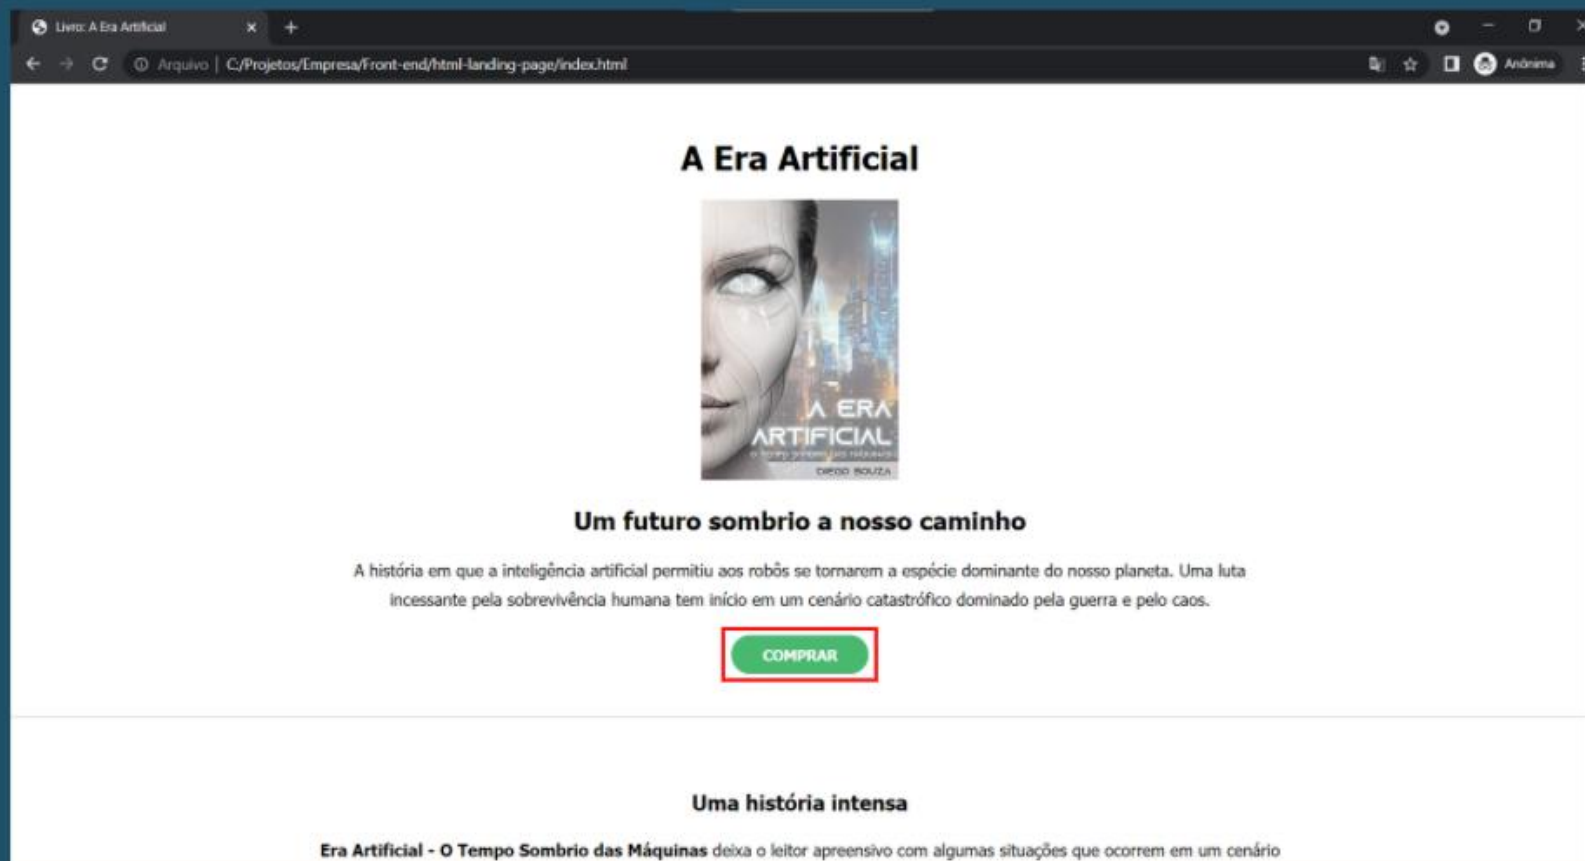 Livro: A Era Artificial
Arquivo | C:/Projetos/Empresa/Front-end/html-landing-page/index.html
Anônima
A Era Artificial
A ERA
ARTIFICIAL
O TEMPO SOMBRIO DAS MÁQUINAS
DIEGO SOUZA
Um futuro sombrio a nosso caminho
A história em que a inteligência artificial permitiu aos robôs se tornarem a espécie dominante do nosso planeta. Uma luta
incessante pela sobrevivência humana tem início em um cenário catastrófico dominado pela guerra e pelo caos.
COMPRAR
Uma história intensa
Era Artificial - O Tempo Sombrio das Máquinas deixa o leitor apreensivo com algumas situações que ocorrem em um cenário